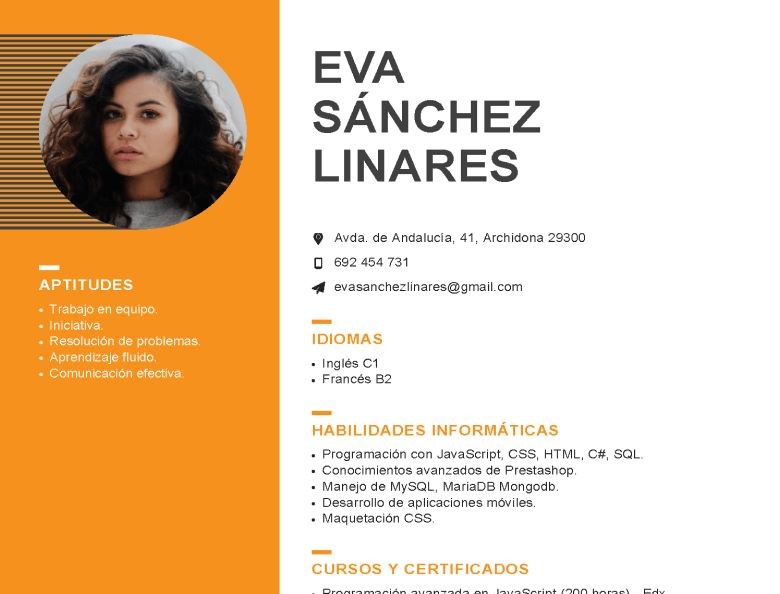 EVA
SÁNCHEZ
LINARES
Avda. de Andalucía, 41, Archidona 29300
692 454 731
evasanchezlinares@gmail.com
APTITUDES
Trabajo en equipo.
Iniciativa.
Resolución de problemas.
Aprendizaje fluido.
Comunicación efectiva.
IDIOMAS
Inglés C1
Francés B2
HABILIDADES INFORMÁTICAS
Programación con JavaScript, CSS, HTML, C#, SQL.
Conocimientos avanzados de Prestashop.
Manejo de MySQL, MariaDB Mongodb.
Desarrollo de aplicaciones móviles.
Maquetación CSS.
CURSOS Y CERTIFICADOS
Programación avanzada en JavaScript (200 horas). Edx